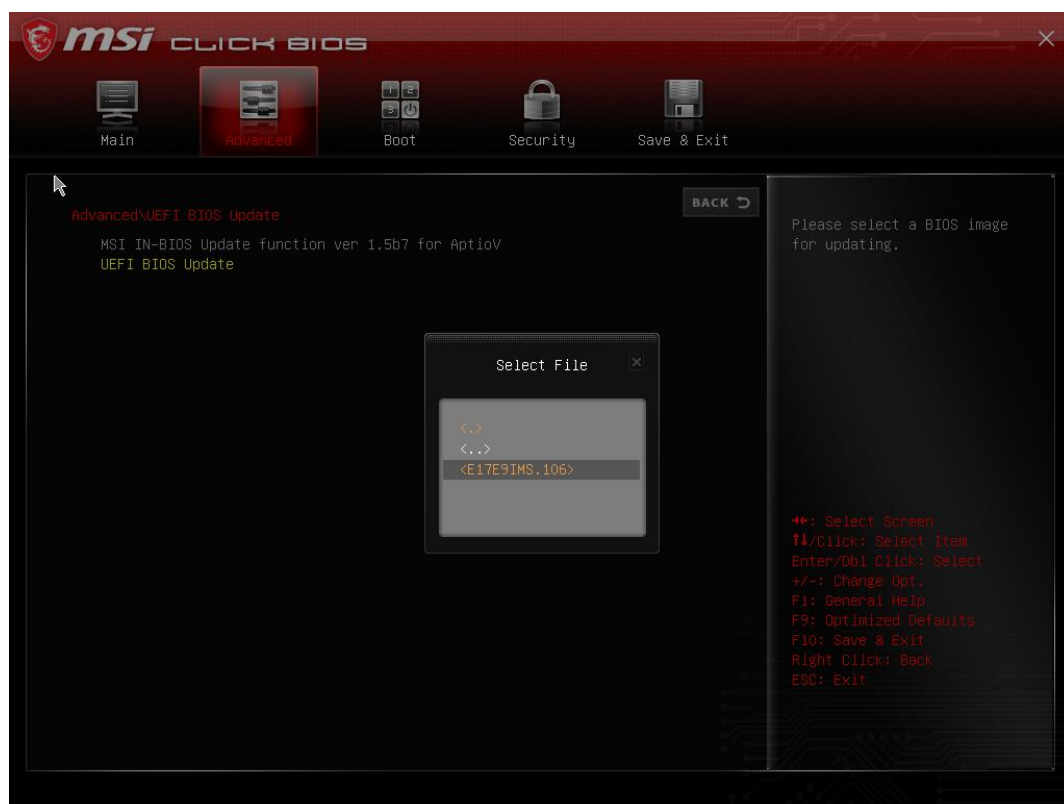 msi CLICK BIOS
Main
Advanced
Boot
Security
Save & Exit
Advanced\UEFI BIOS Update
BACK
MSI IN-BIOS Update function ver 1.5b7 for AptioV
UEFI BIOS Update
Please select a BIOS image
for updating.
Select File
<.>
<..>
<E17E9IMS.106>
→←: Select Screen
↑↓/Click: Select Item
Enter/Dbl Click: Select
+/-: Change Opt.
F1: General Help
F9: Optimized Defaults
F10: Save & Exit
Right Click: Back
ESC: Exit